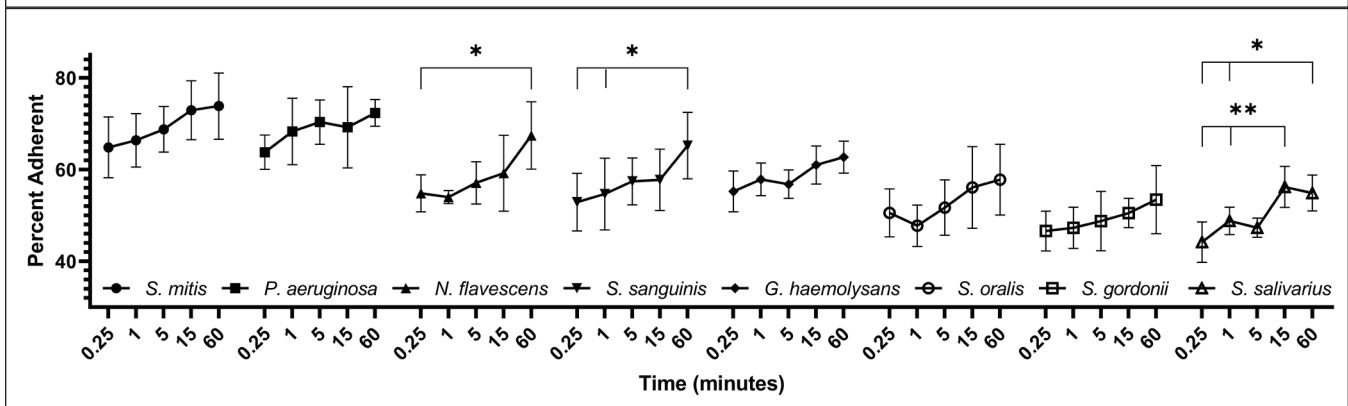 *
*
*
**
80
60
40
Percent Adherent
S. mitis P. aeruginosa N. flavescens S. sanguinis G. haemolysans S. oralis S. gordonii S. salivarius
0.25 1 5 15 60 0.25 1 5 15 60 0.25 1 5 15 60 0.25 1 5 15 60 0.25 1 5 15 60 0.25 1 5 15 60 0.25 1 5 15 60 0.25 1 5 15 60
Time (minutes)